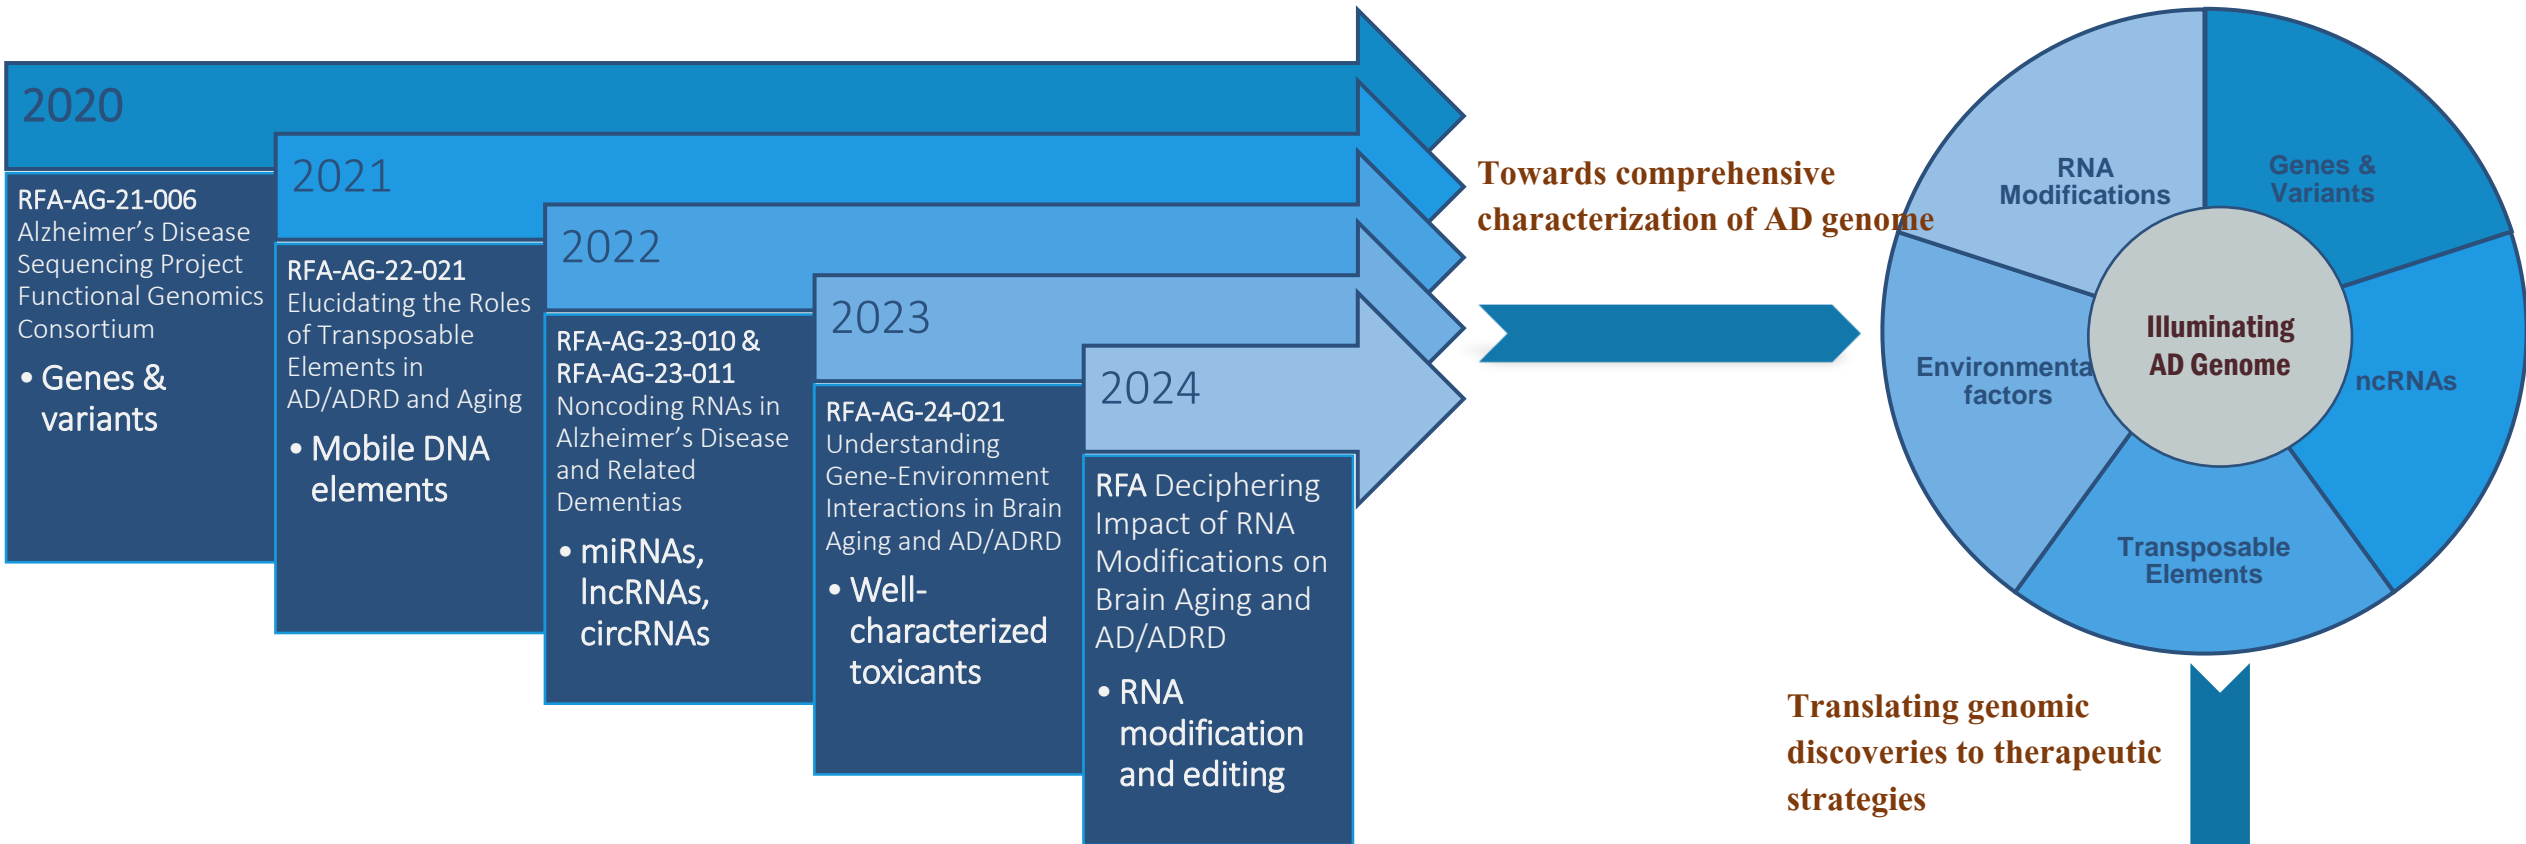 2020
RFA-AG-21-006
Alzheimer's Disease
Sequencing Project
Functional Genomics
Consortium
• Genes &
variants
2021
RFA-AG-22-021
Elucidating the Roles
of Transposable
Elements in
AD/ADRD and Aging
• Mobile DNA
elements
2022
RFA-AG-23-010 &
RFA-AG-23-011
Noncoding RNAs in
Alzheimer's Disease
and Related
Dementias
• miRNAs,
lncRNAs,
circRNAs
2023
RFA-AG-24-021
Understanding
Gene-Environment
Interactions in Brain
Aging and AD/ADRD
• Well-
characterized
toxicants
2024
RFA Deciphering
Impact of RNA
Modifications on
Brain Aging and
AD/ADRD
• RNA
modification
and editing
Towards comprehensive
characterization of AD genome
RNA
Modifications
Genes &
Variants
Environmenta
factors
Illuminating
AD Genome
ncRNAs
Transposable
Elements
Translating genomic
discoveries to therapeutic
strategies